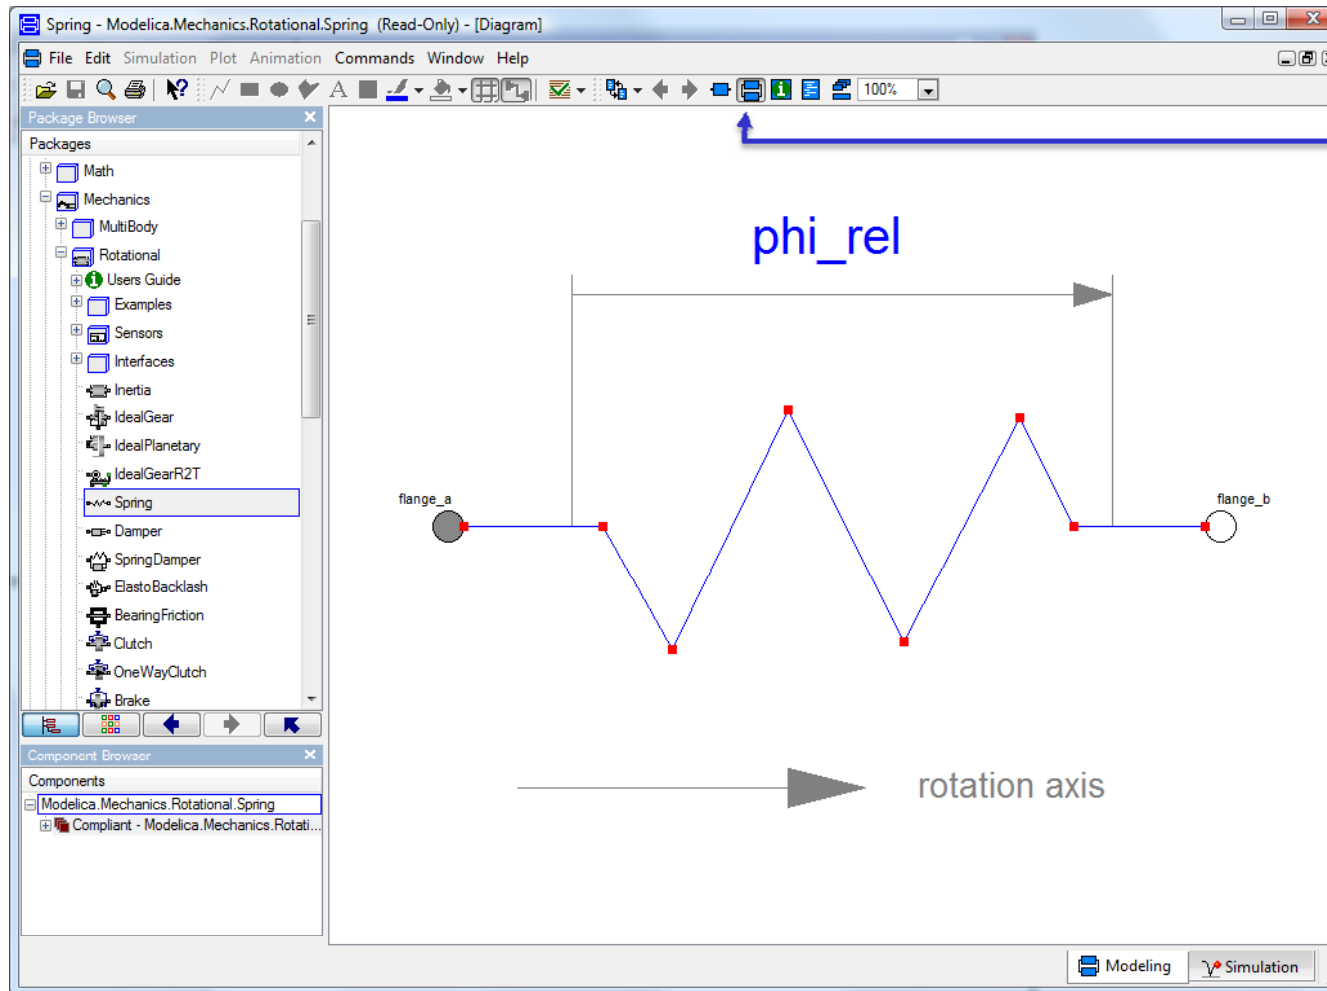 Spring - Modelica.Mechanics.Rotational.Spring (Read-Only) - [Diagram]
File Edit Simulation Plot Animation Commands Window Help
A
100%
Package Browser
Packages
Math
Mechanics
MultiBody
Rotational
Users Guide
Examples
Sensors
Interfaces
Inertia
IdealGear
IdealPlanetary
IdealGearR2T
Spring
Damper
SpringDamper
ElastoBacklash
BearingFriction
Clutch
OneWayClutch
Brake
Component Browser
Components
Modelica.Mechanics.Rotational.Spring
Compliant - Modelica.Mechanics.Rotati...
phi_rel
flange_a
flange_b
rotation axis
Modeling
Simulation